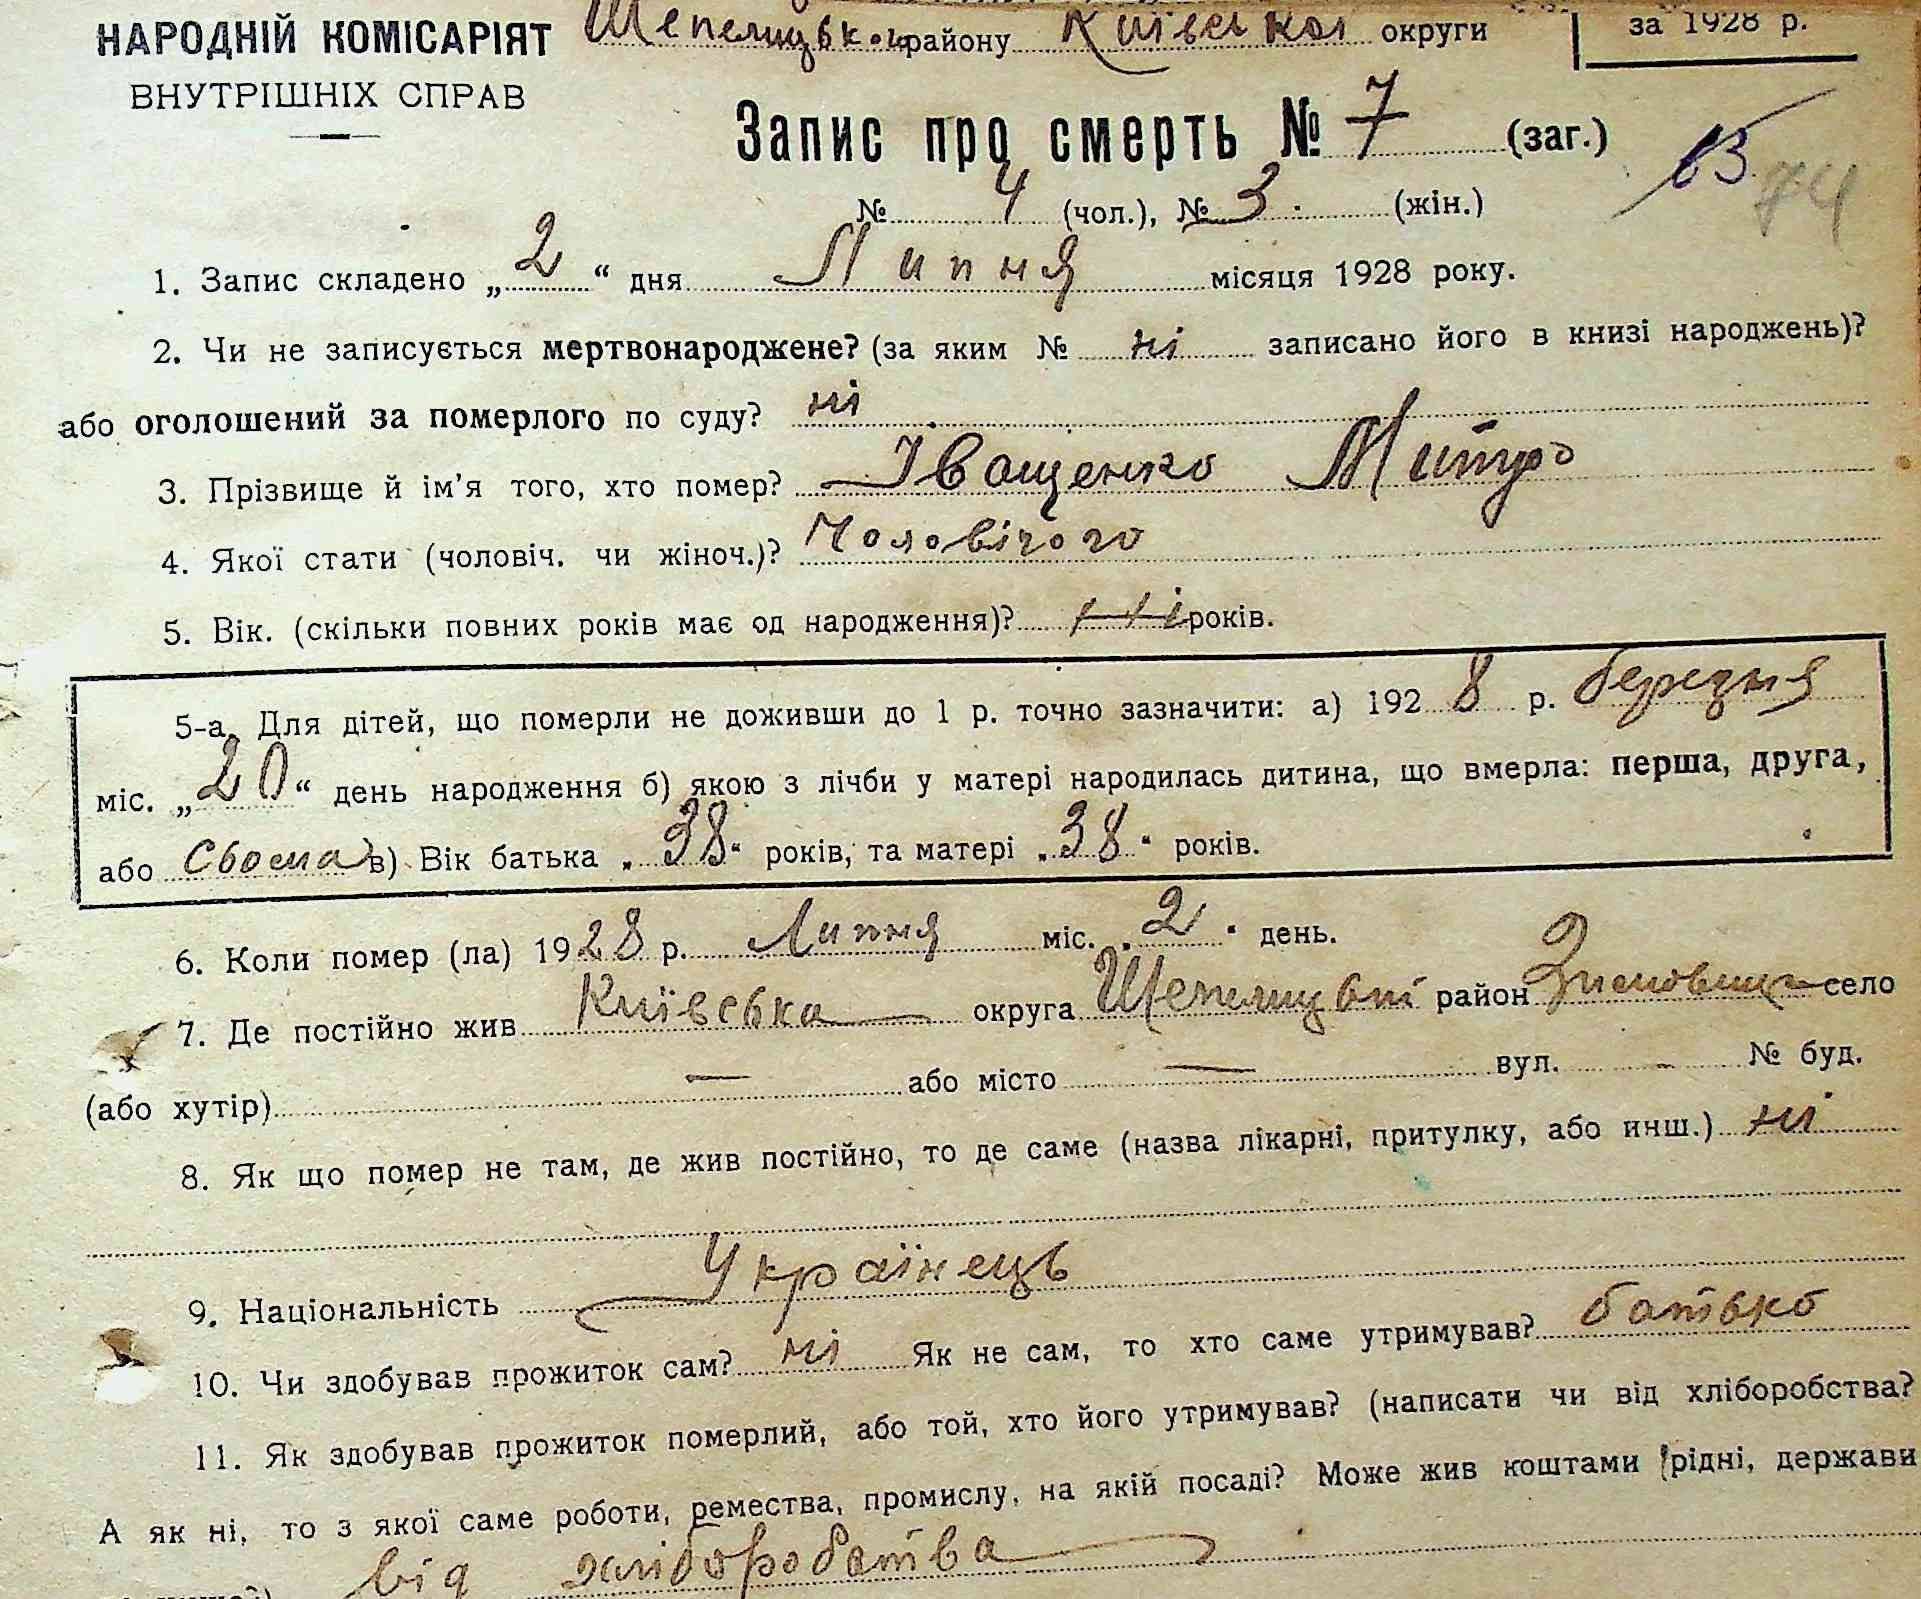 НАРОДНІЙ КОМІСАРІЯТ
ВНУТРІШНІХ СПРАВ
Шепелицької району Київської округи
за 1928 р.
Запис про смерть № 7 (заг.)
№ 4 (чол.), № 3 (жін.)
74
1. Запис складено „2“ дня Липня місяця 1928 року.
2. Чи не записується мертвонароджене? (за яким № ні записано його в книзі народжень)?
або оголошений за померлого по суду? ні
3. Прізвище й ім’я того, хто помер? Іващенко Митро
4. Якої стати (чоловіч. чи жіноч.)? Чоловічого
5. Вік. (скільки повних років має од народження)? років.
5-а. Для дітей, що померли не доживши до 1 р. точно зазначити: а) 1928 р. березня
міс. „20“ день народження б) якою з лічби у матері народилась дитина, що вмерла: перша, друга,
або сьома в) Вік батька „38“ років, та матері „38“ років.
6. Коли помер (ла) 1928 р. Липня міс. „2“ день.
7. Де постійно жив Київська округа Шепелицький район Зимовище село
(або хутір) — або місто — вул. — № буд.
8. Як що помер не там, де жив постійно, то де саме (назва лікарні, притулку, або инш.) ні
9. Національність Українець
10. Чи здобував прожиток сам? ні Як не сам, то хто саме утримував? батько
11. Як здобував прожиток померлий, або той, хто його утримував? (написати чи від хліборобства?
А як ні, то з якої саме роботи, ремества, промислу, на якій посаді? Може жив коштами рідні, держави
від хліборобства